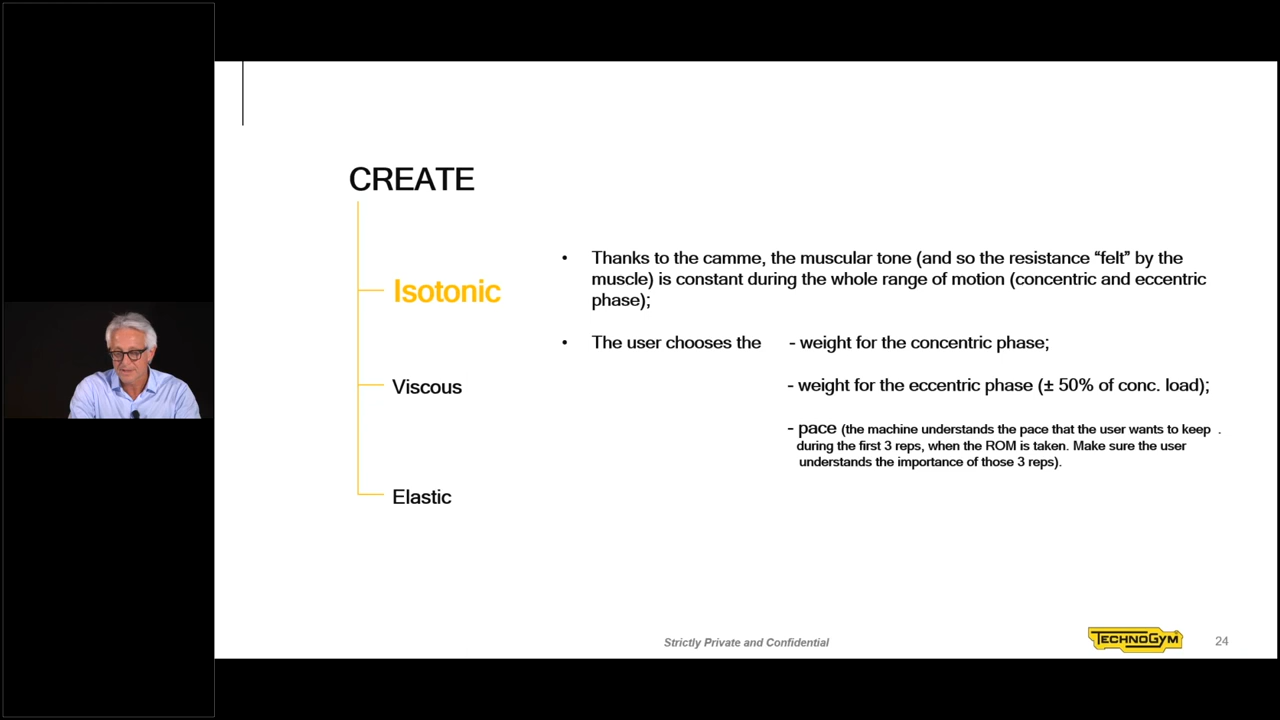 CREATE
Isotonic
Viscous
Elastic
• Thanks to the camme, the muscular tone (and so the resistance “felt” by the
muscle) is constant during the whole range of motion (concentric and eccentric
phase);
• The user chooses the - weight for the concentric phase;
- weight for the eccentric phase (± 50% of conc. load);
- pace (the machine understands the pace that the user wants to keep .
during the first 3 reps, when the ROM is taken. Make sure the user
understands the importance of those 3 reps).
Strictly Private and Confidential
TECHNOGYM
24